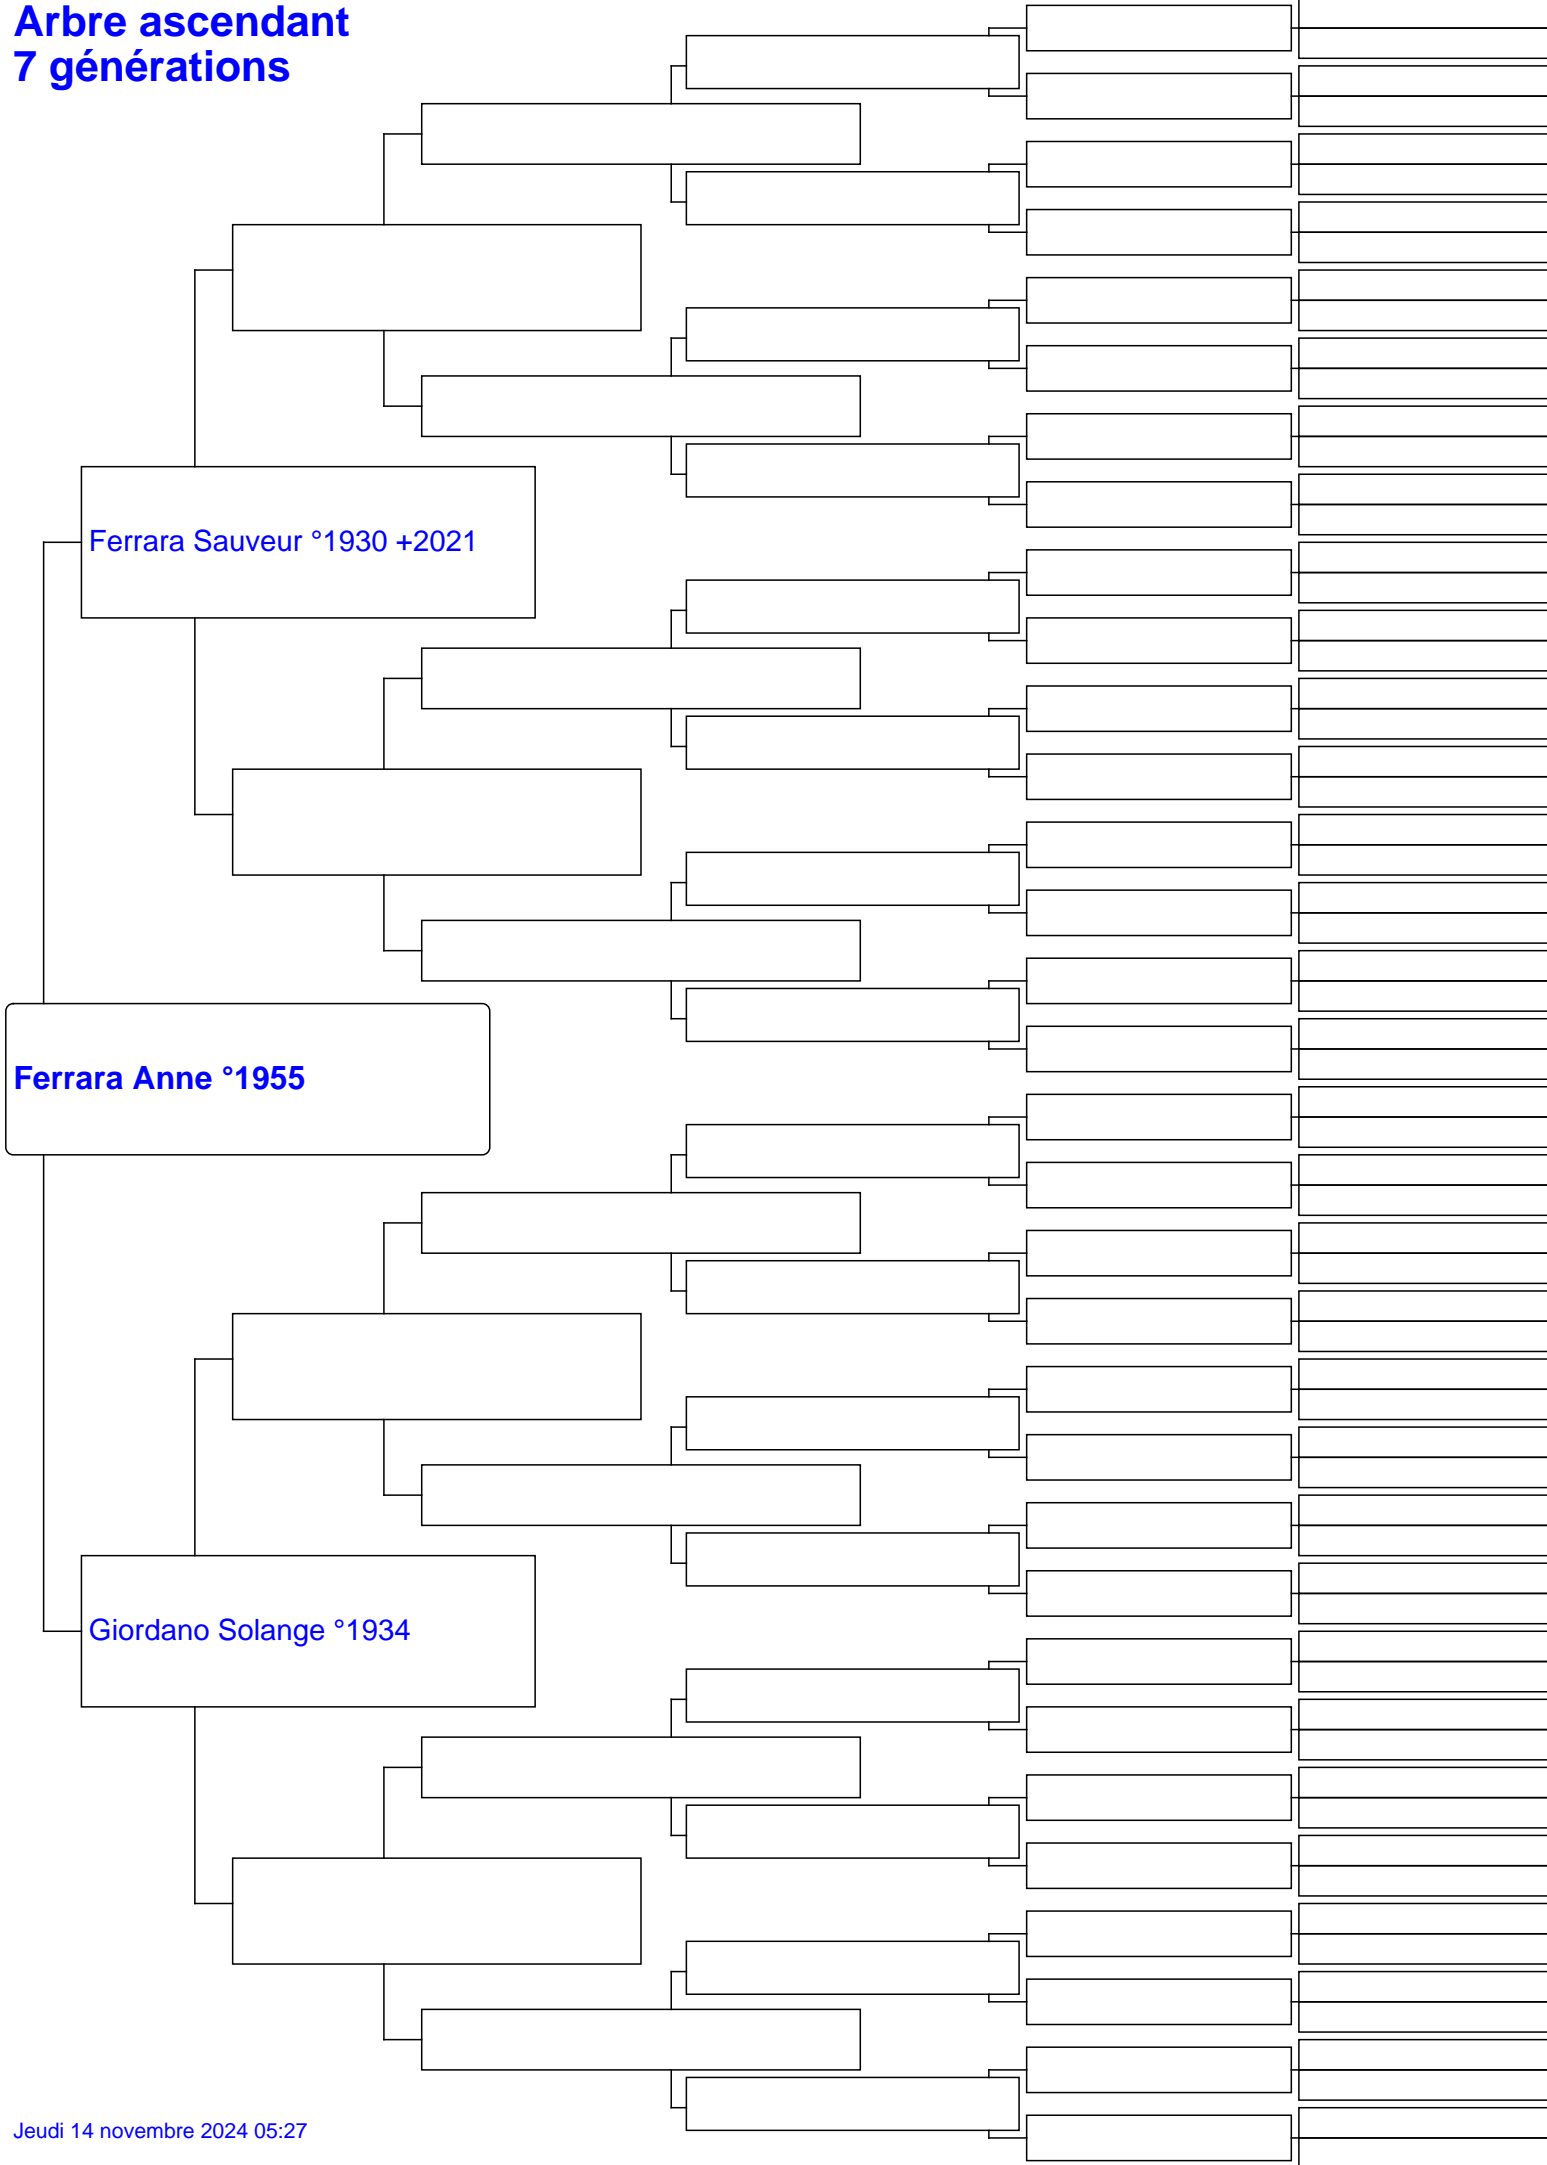 Arbre ascendant
7 générations
Ferrara Sauveur °1930 +2021
Ferrara Anne °1955
Giordano Solange °1934
Jeudi 14 novembre 2024 05:27